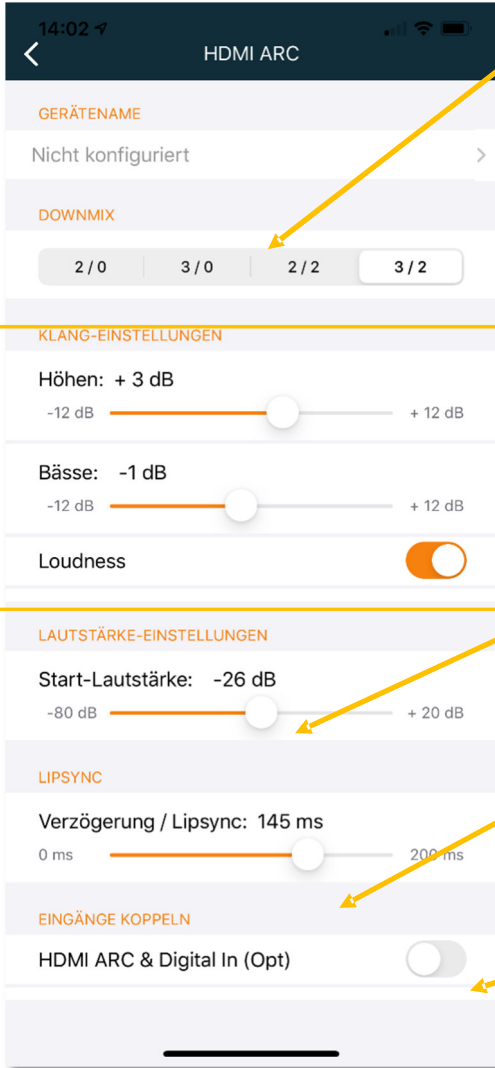 14:02
HDMI ARC
GERÄTENAME
Nicht konfiguriert
DOWNMIX
2 / 0 3 / 0 2 / 2 3 / 2
KLANG-EINSTELLUNGEN
Höhen: + 3 dB
-12 dB + 12 dB
Bässe: -1 dB
-12 dB + 12 dB
Loudness
LAUTSTÄRKE-EINSTELLUNGEN
Start-Lautstärke: -26 dB
-80 dB + 20 dB
LIPSYNC
Verzögerung / Lipsync: 145 ms
0 ms 200 ms
EINGÄNGE KOPPELN
HDMI ARC & Digital In (Opt)